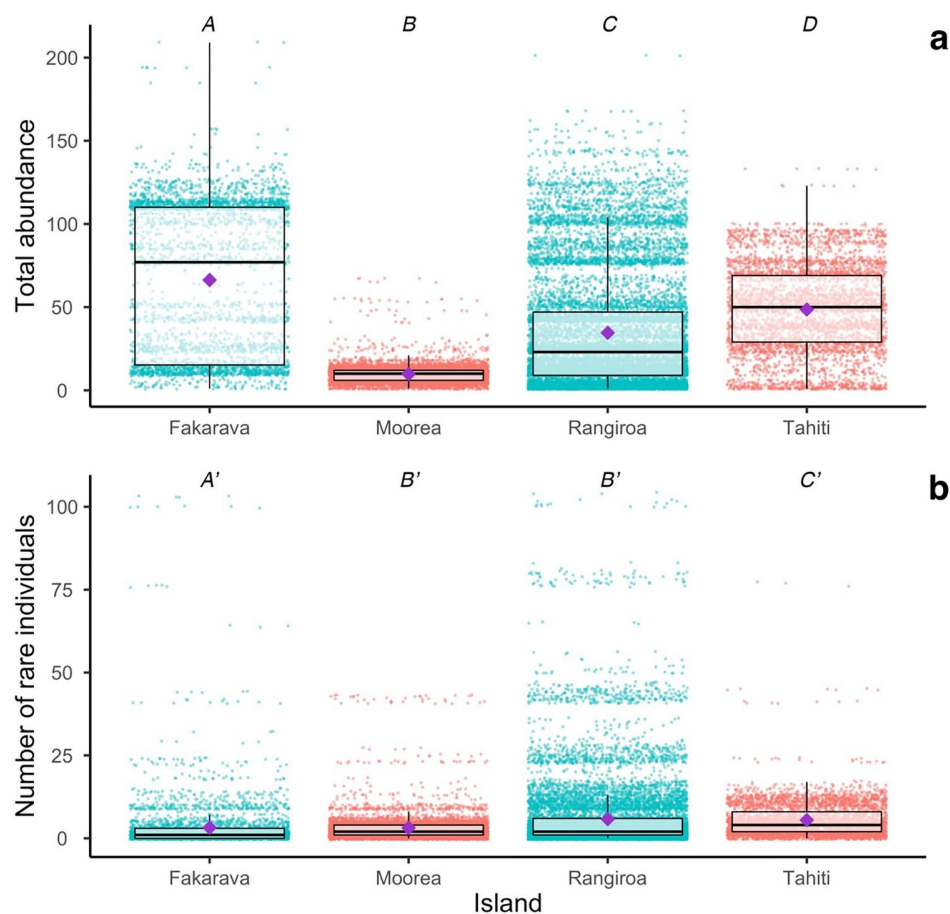 A B C D
a
200
150
100
50
0
Total abundance
Fakarava Moorea Rangiroa Tahiti
A’ B’ B’ C’
b
100
75
50
25
0
Number of rare individuals
Fakarava Moorea Rangiroa Tahiti
Island